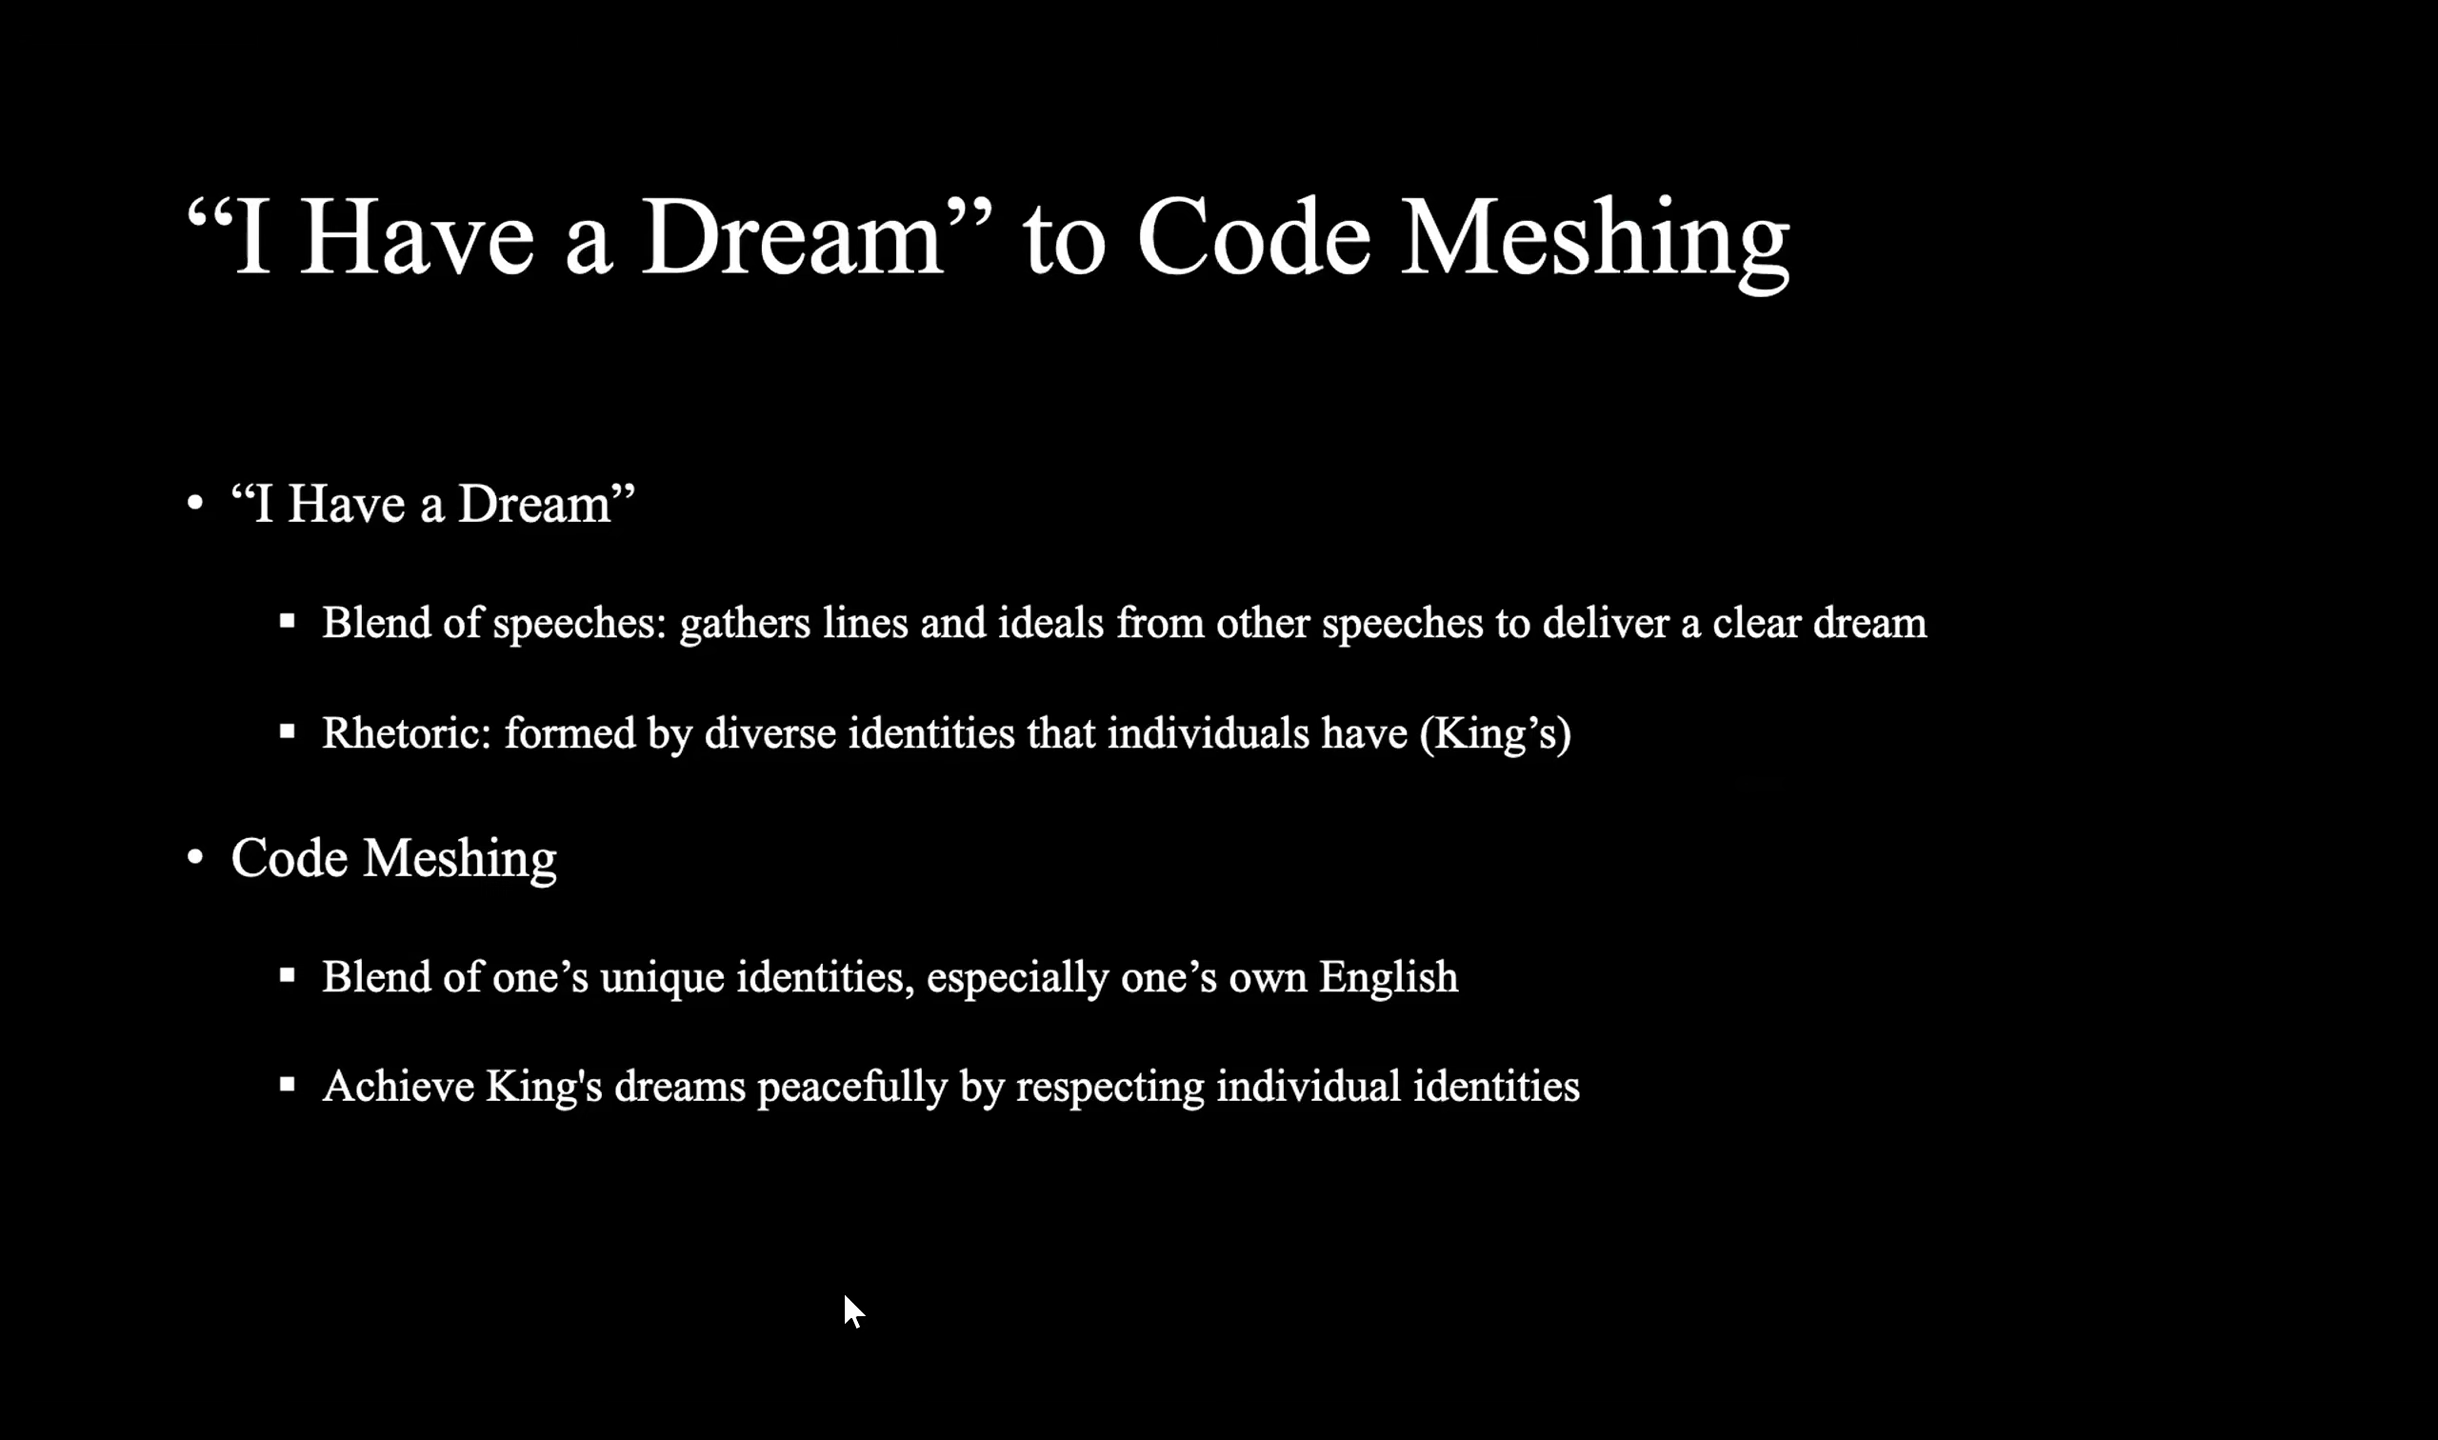 “I Have a Dream” to Code Meshing
• “I Have a Dream”
▪ Blend of speeches: gathers lines and ideals from other speeches to deliver a clear dream
▪ Rhetoric: formed by diverse identities that individuals have (King’s)
• Code Meshing
▪ Blend of one’s unique identities, especially one’s own English
▪ Achieve King's dreams peacefully by respecting individual identities